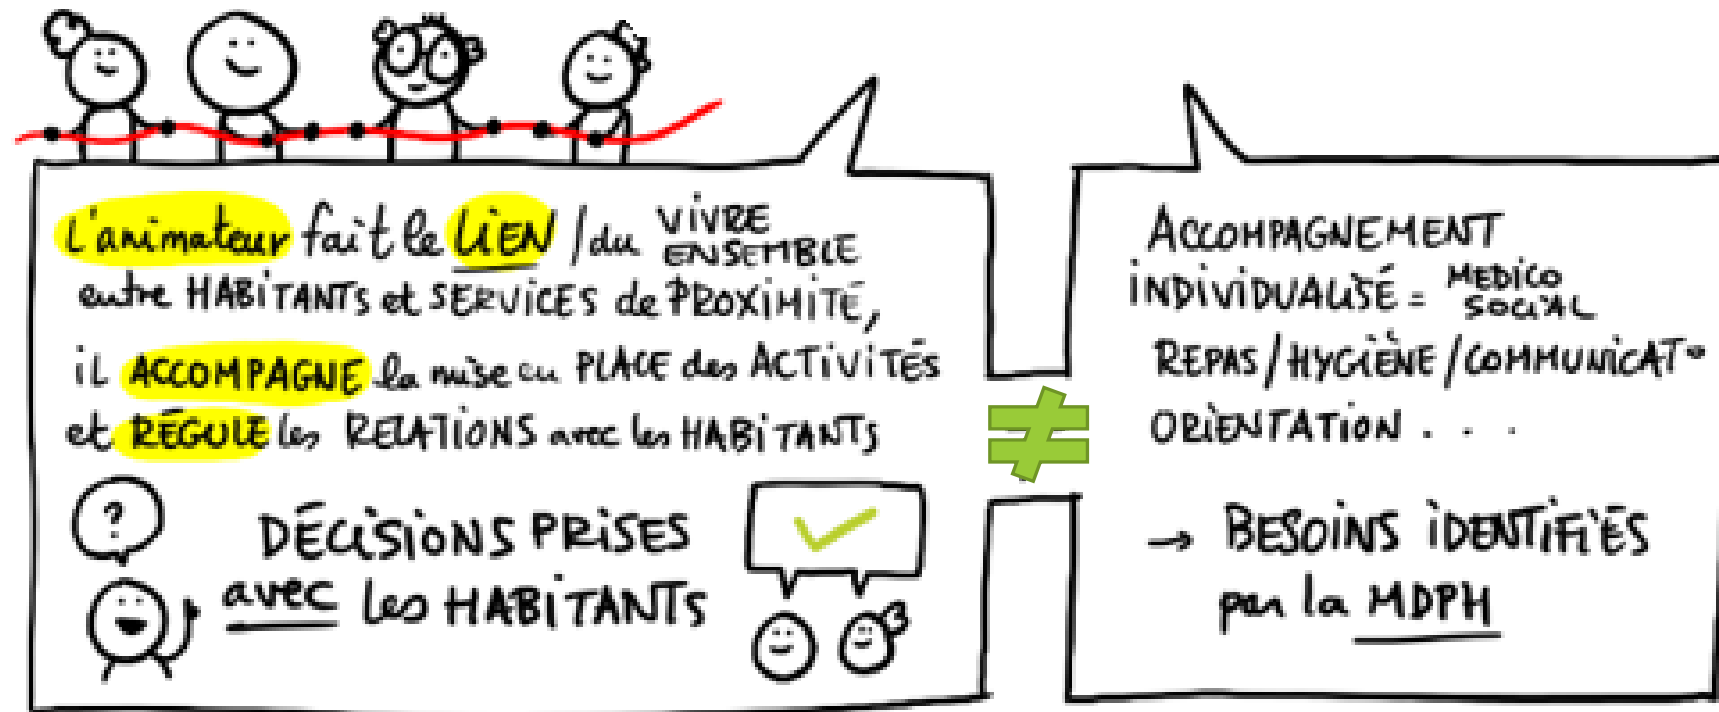 L'animateur fait le LIEN / du VIVRE ENSEMBLE
entre HABITANTS et SERVICES de PROXIMITÉ,
il ACCOMPAGNE la mise en PLACE des ACTIVITÉS
et RÉGULE les RELATIONS avec les HABITANTS
?
DÉCISIONS PRISES
avec les HABITANTS
≠
ACCOMPAGNEMENT
INDIVIDUALISÉ = MEDICO SOCIAL
REPAS / HYGIÈNE / COMMUNICAT°
ORIENTATION . . .
→ BESOINS IDENTIFIÉS
par la MDPH